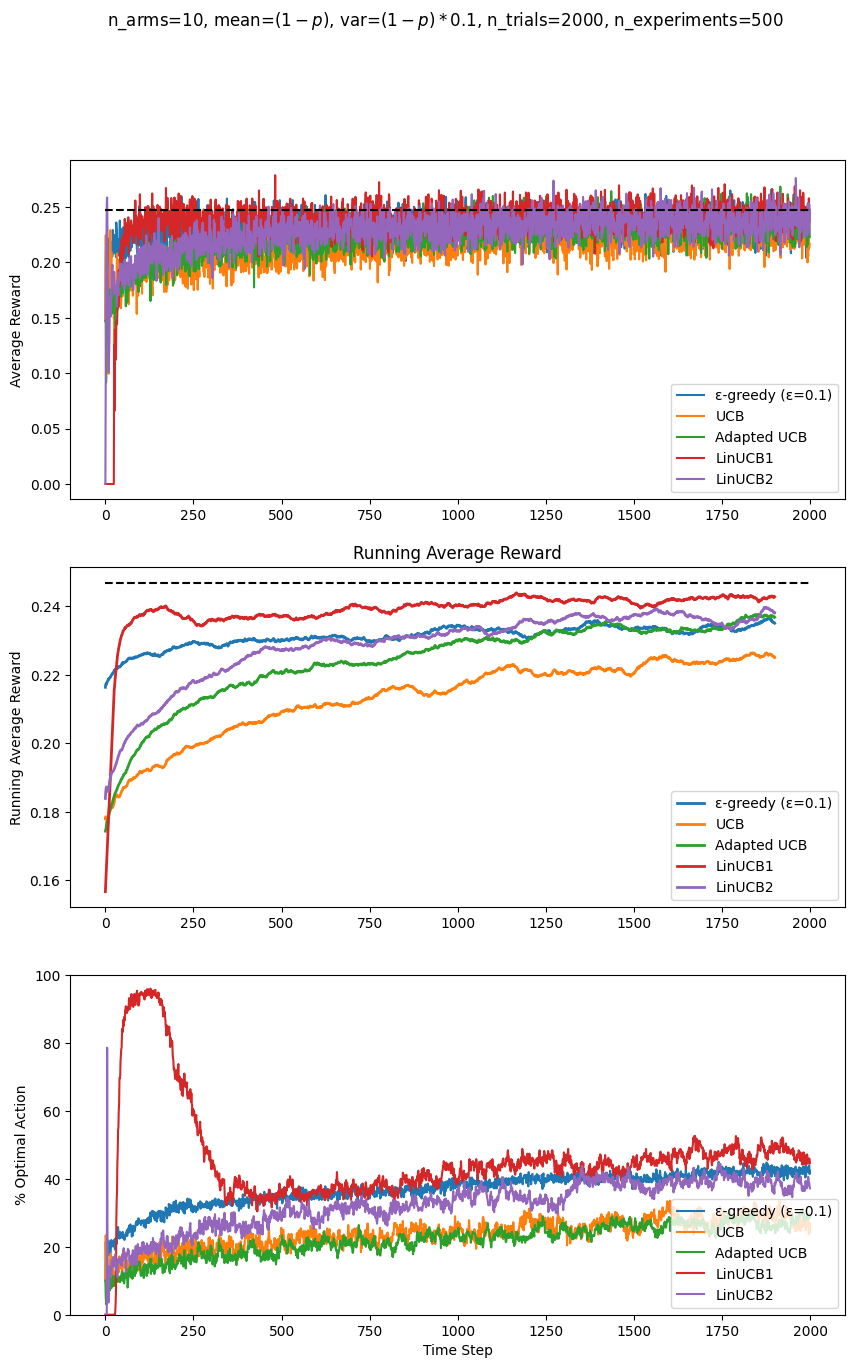 n_arms=10, mean=(1 − p), var=(1 − p) * 0.1, n_trials=2000, n_experiments=500
Average Reward
0.25
0.20
0.15
0.10
0.05
0.00
ε-greedy (ε=0.1)
UCB
Adapted UCB
LinUCB1
LinUCB2
0 250 500 750 1000 1250 1500 1750 2000
Running Average Reward
Running Average Reward
0.24
0.22
0.20
0.18
0.16
ε-greedy (ε=0.1)
UCB
Adapted UCB
LinUCB1
LinUCB2
0 250 500 750 1000 1250 1500 1750 2000
% Optimal Action
100
80
60
40
20
0
ε-greedy (ε=0.1)
UCB
Adapted UCB
LinUCB1
LinUCB2
0 250 500 750 1000 1250 1500 1750 2000
Time Step